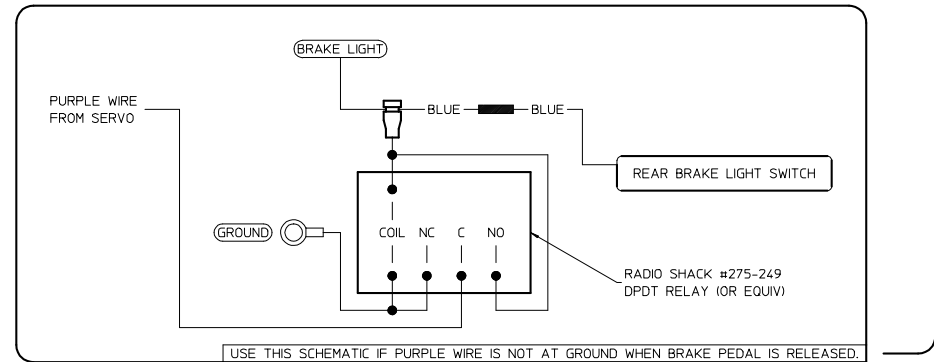 BRAKE LIGHT
PURPLE WIRE
FROM SERVO
BLUE
BLUE
REAR BRAKE LIGHT SWITCH
GROUND
COIL NC C NO
RADIO SHACK #275-249
DPDT RELAY (OR EQUIV)
USE THIS SCHEMATIC IF PURPLE WIRE IS NOT AT GROUND WHEN BRAKE PEDAL IS RELEASED.